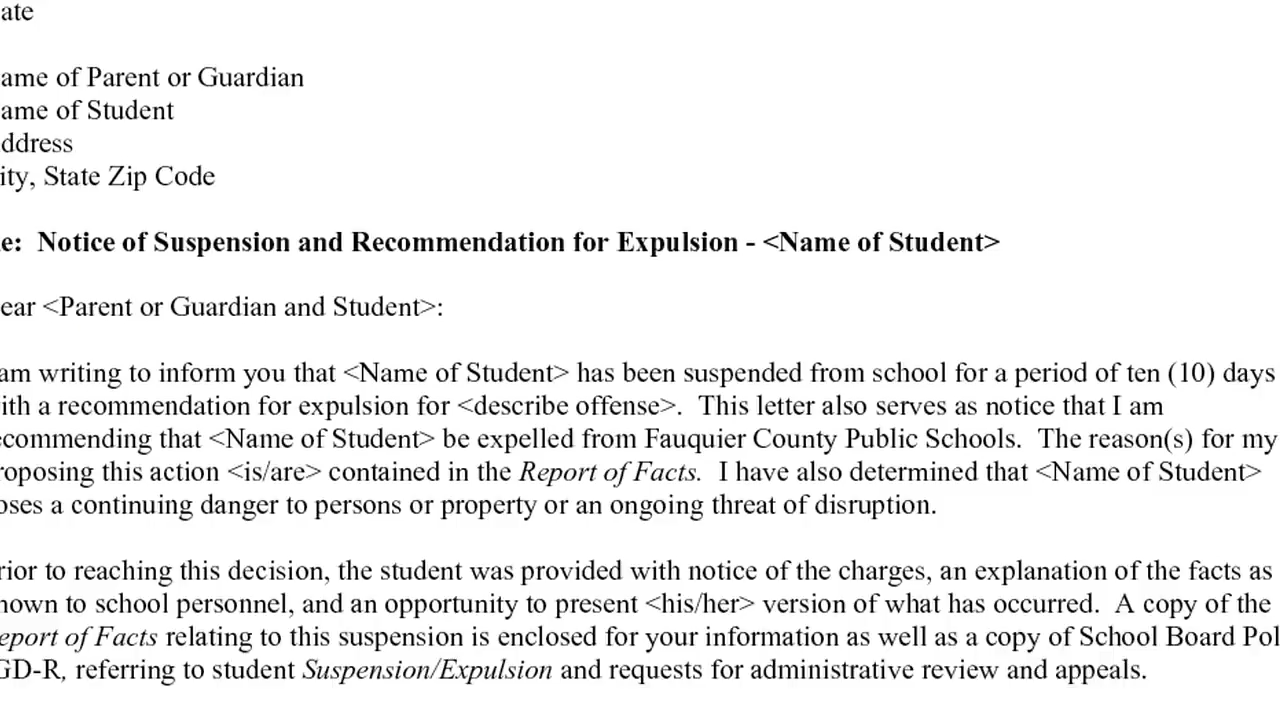 ate
ame of Parent or Guardian
ame of Student
ddress
ity, State Zip Code
e: Notice of Suspension and Recommendation for Expulsion - <Name of Student>
ear <Parent or Guardian and Student>:
am writing to inform you that <Name of Student> has been suspended from school for a period of ten (10) days
ith a recommendation for expulsion for <describe offense>. This letter also serves as notice that I am
ecommending that <Name of Student> be expelled from Fauquier County Public Schools. The reason(s) for my
roposing this action <is/are> contained in the Report of Facts. I have also determined that <Name of Student>
oses a continuing danger to persons or property or an ongoing threat of disruption.
rior to reaching this decision, the student was provided with notice of the charges, an explanation of the facts as
nown to school personnel, and an opportunity to present <his/her> version of what has occurred. A copy of the
eport of Facts relating to this suspension is enclosed for your information as well as a copy of School Board Pol
GD-R, referring to student Suspension/Expulsion and requests for administrative review and appeals.